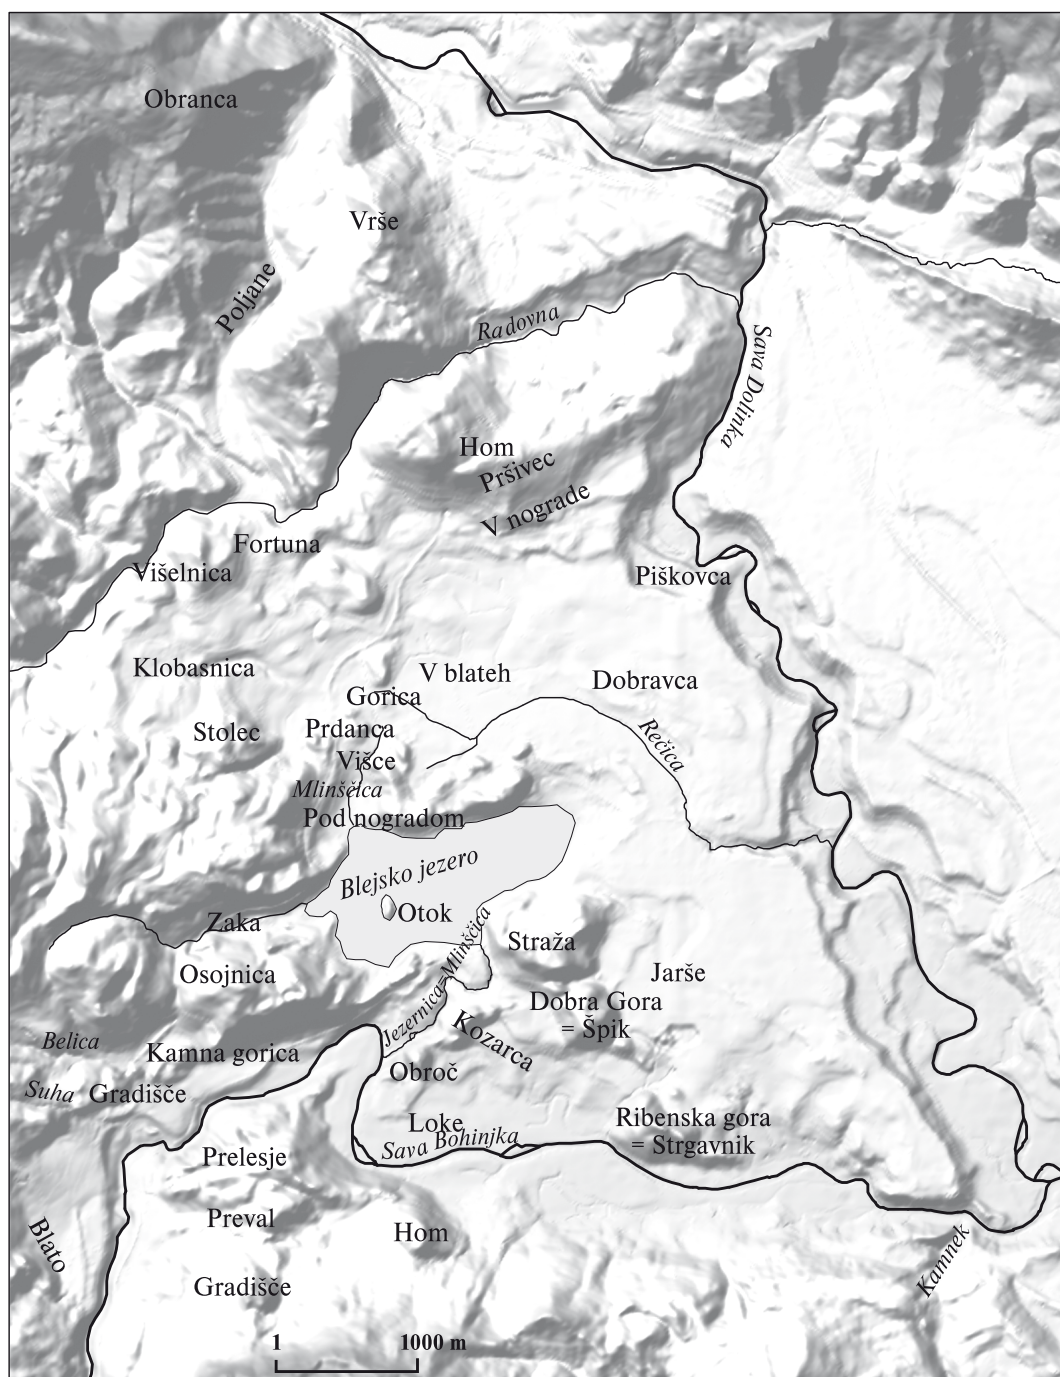 Obranca
Vrše
Poljane
Radovna
Sava Dolinka
Hom
Pršivec
V nograde
Fortuna
Višelnica
Piškovca
Klobasnica
V blateh
Dobravca
Gorica
Stolec
Prdanca
Rečica
Višce
Mlinščica
Pod nogradom
Blejsko jezero
Otok
Zaka
Straža
Osojnica
Jarše
Jezernica=Mlinščica
Dobra Gora
= Špik
Kozarca
Belica
Kamna gorica
Obroč
Suha
Gradišče
Loke
Ribenska gora
= Strgavnik
Sava Bohinjka
Prelesje
Preval
Hom
Blato
Kamnek
Gradišče
1 1000 m